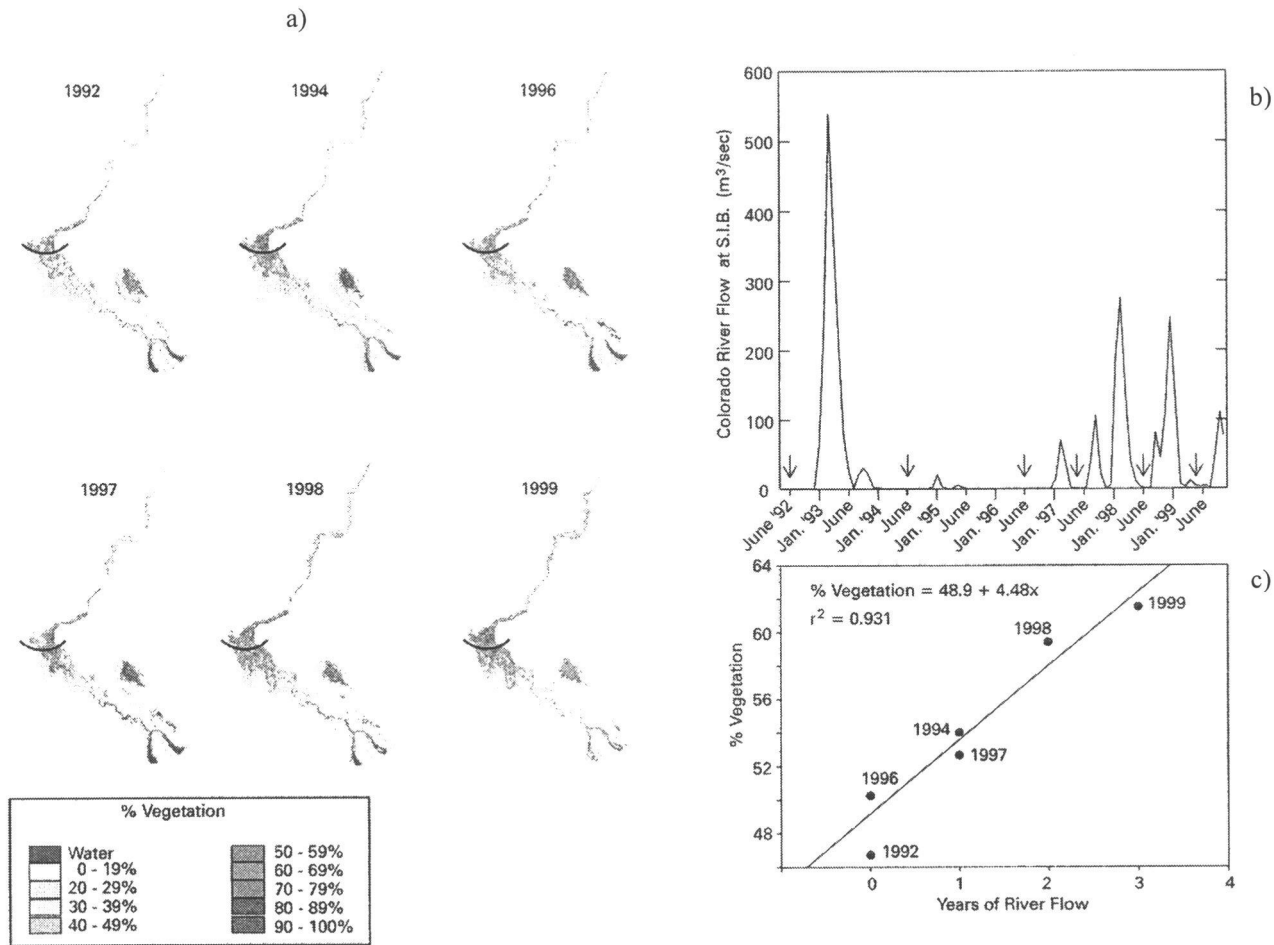 a)
1992
1994
1996
1997
1998
1999
% Vegetation
Water
0 - 19%
20 - 29%
30 - 39%
40 - 49%
50 - 59%
60 - 69%
70 - 79%
80 - 89%
90 - 100%
b)
Colorado River Flow at S.I.B. (m³/sec)
600
500
400
300
200
100
0
June '92
Jan. '93
June
Jan. '94
June
Jan. '95
June
Jan. '96
June
Jan. '97
June
Jan. '98
June
Jan. '99
June
c)
% Vegetation = 48.9 + 4.48x
r² = 0.931
% Vegetation
64
60
56
52
48
1999
1998
1994
1997
1996
1992
0
1
2
3
4
Years of River Flow